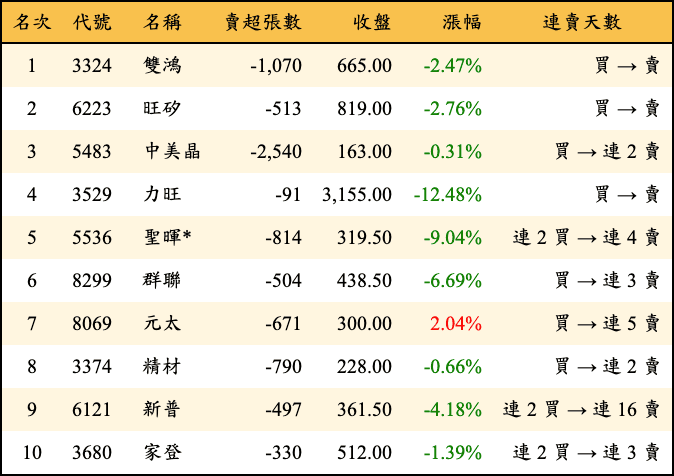 名次 代號 名稱 賣超張數 收盤 漲幅 連賣天數
1 3324 雙鴻 -1,070 665.00 -2.47% 買 → 賣
2 6223 旺矽 -513 819.00 -2.76% 買 → 賣
3 5483 中美晶 -2,540 163.00 -0.31% 買 → 連 2 賣
4 3529 力旺 -91 3,155.00 -12.48% 買 → 賣
5 5536 聖暉* -814 319.50 -9.04% 連 2 買 → 連 4 賣
6 8299 群聯 -504 438.50 -6.69% 買 → 連 3 賣
7 8069 元太 -671 300.00 2.04% 買 → 連 5 賣
8 3374 精材 -790 228.00 -0.66% 買 → 連 2 賣
9 6121 新普 -497 361.50 -4.18% 連 2 買 → 連 16 賣
10 3680 家登 -330 512.00 -1.39% 連 2 買 → 連 3 賣